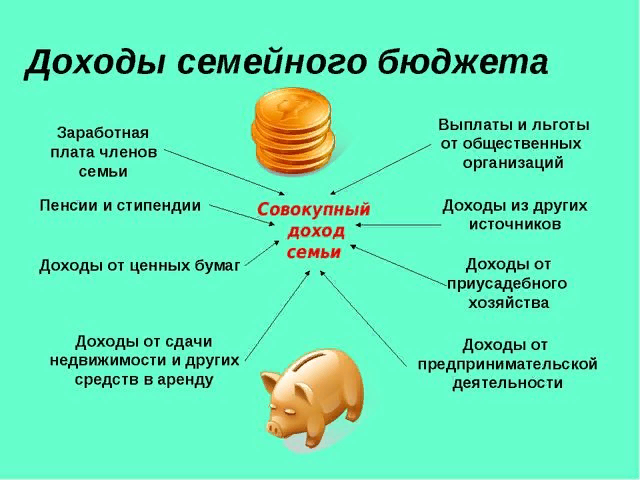 Доходы семейного бюджета
Заработная
плата членов
семьи
Пенсии и стипендии
Доходы от ценных бумаг
Доходы от сдачи
недвижимости и других
средств в аренду
Совокупный
доход
семьи
Выплаты и льготы
от общественных
организаций
Доходы из других
источников
Доходы от
приусадебного
хозяйства
Доходы от
предпринимательской
деятельности